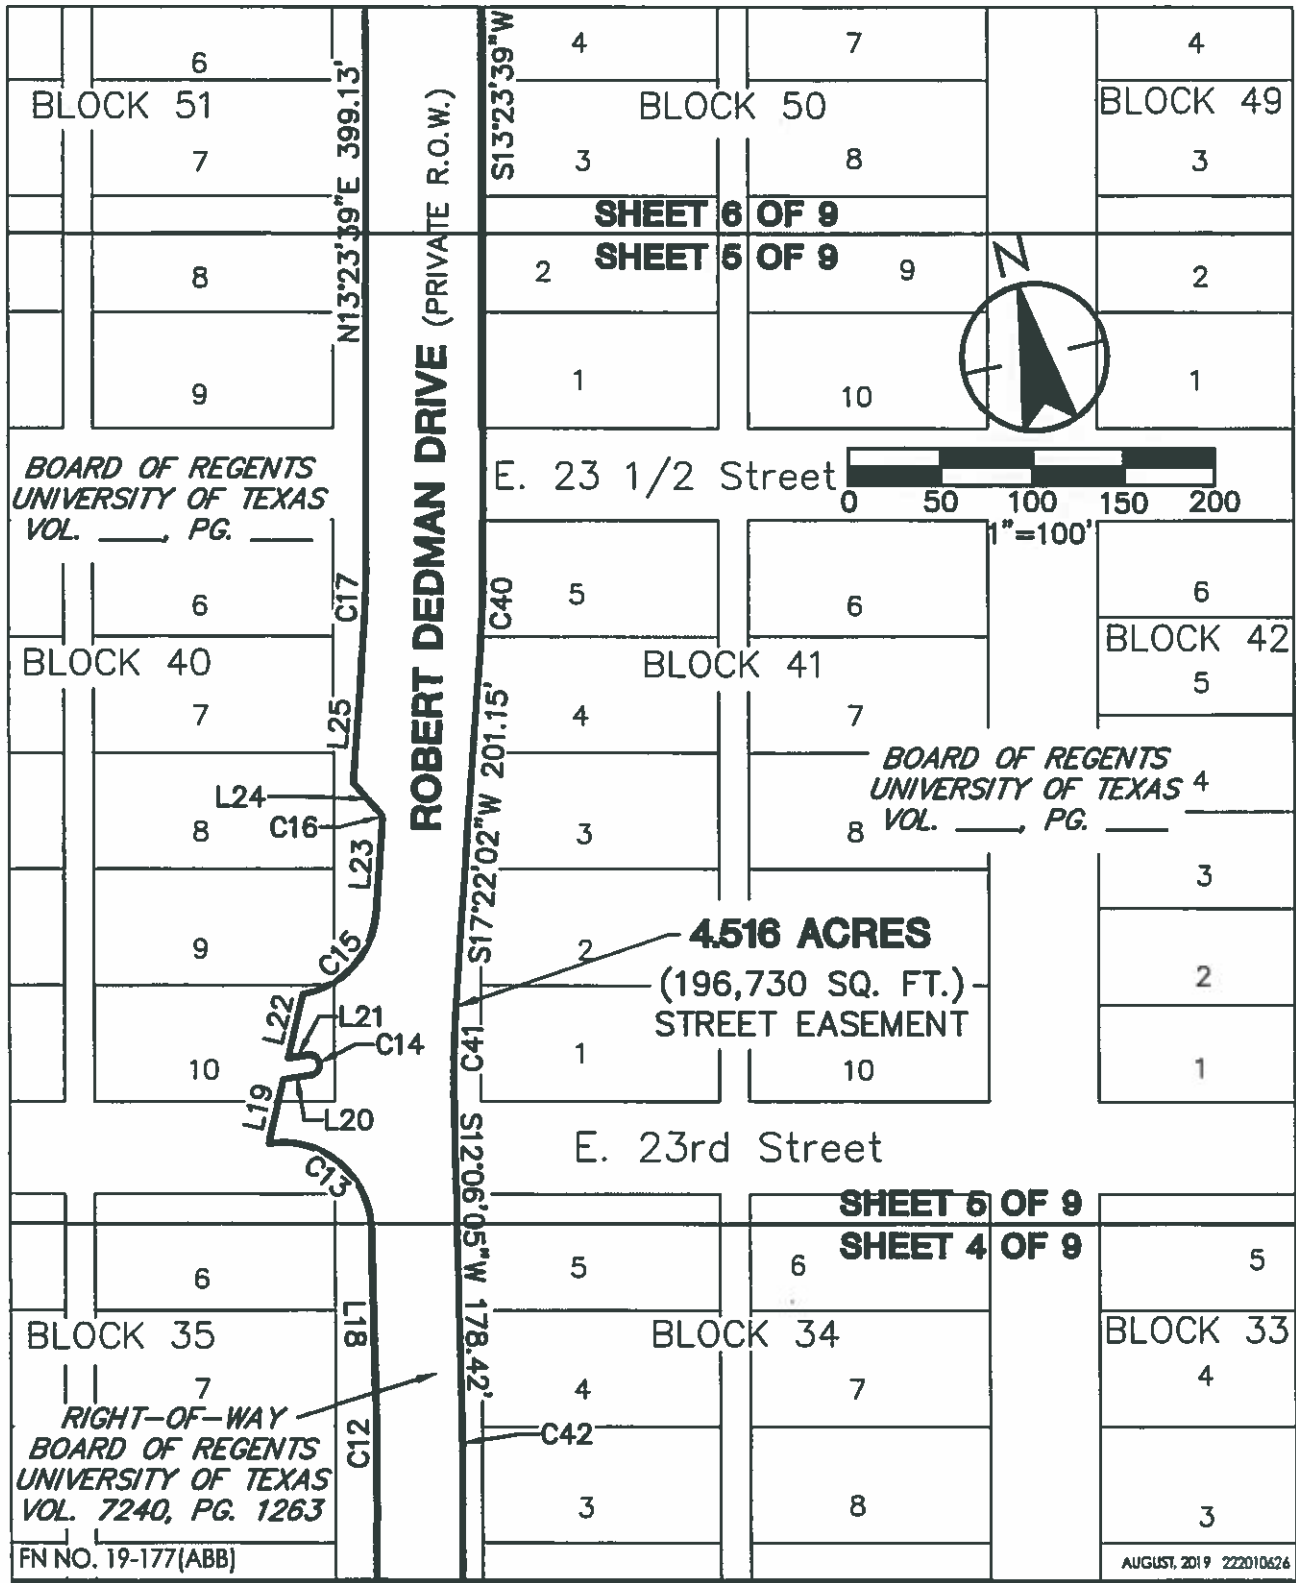 6
4
7
4
BLOCK 51
BLOCK 50
BLOCK 49
7
N13°23'39"E 399.13'
ROBERT DEDMAN DRIVE (PRIVATE R.O.W.)
S13°23'39"W
3
8
3
SHEET 6 OF 9
SHEET 5 OF 9
8
2
9
N
2
9
1
10
1
BOARD OF REGENTS
UNIVERSITY OF TEXAS
VOL. ____, PG. ____
E. 23 1/2 Street
0 50 100 150 200
1"=100'
6
C17
C40
5
6
6
BLOCK 40
BLOCK 41
BLOCK 42
7
L25
4
7
5
S17°22'02"W 201.15'
BOARD OF REGENTS
UNIVERSITY OF TEXAS
VOL. ____, PG. ____
4
L24
C16
8
L23
3
8
3
9
C15
2
4.516 ACRES
(196,730 SQ. FT.)
STREET EASEMENT
2
L22
L21
C14
10
C41
1
10
1
L19
L20
C13
S12°06'05"W 178.42'
E. 23rd Street
SHEET 5 OF 9
SHEET 4 OF 9
6
5
6
5
BLOCK 35
L18
BLOCK 34
BLOCK 33
7
4
7
4
RIGHT-OF-WAY
BOARD OF REGENTS
UNIVERSITY OF TEXAS
VOL. 7240, PG. 1263
C12
C42
3
8
3
FN NO. 19-177(ABB)
AUGUST, 2019 222010626